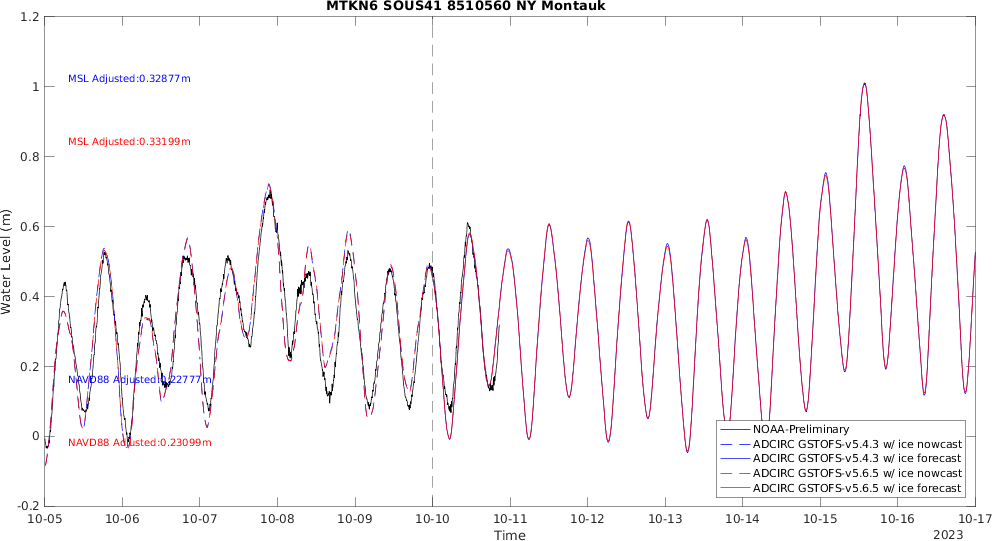 MTKN6 SOUS41 8510560 NY Montauk
1.2
1
0.8
0.6
0.4
0.2
0
-0.2
Water Level (m)
MSL Adjusted:0.32877m
MSL Adjusted:0.33199m
NAVD88 Adjusted:0.22777m
NAVD88 Adjusted:0.23099m
NOAA-Preliminary
ADCIRC GSTOFS-v5.4.3 w/ ice nowcast
ADCIRC GSTOFS-v5.4.3 w/ ice forecast
ADCIRC GSTOFS-v5.6.5 w/ ice nowcast
ADCIRC GSTOFS-v5.6.5 w/ ice forecast
10-05 10-06 10-07 10-08 10-09 10-10 10-11 10-12 10-13 10-14 10-15 10-16 10-17
Time
2023